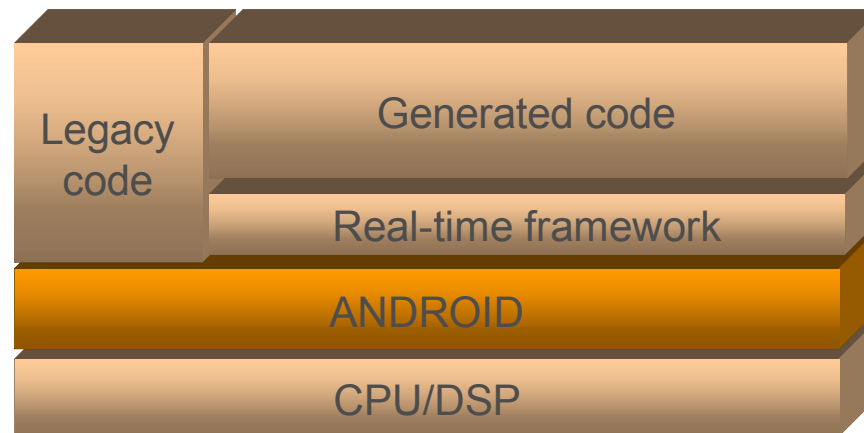 Legacy
code
Generated code
Real-time framework
ANDROID
CPU/DSP